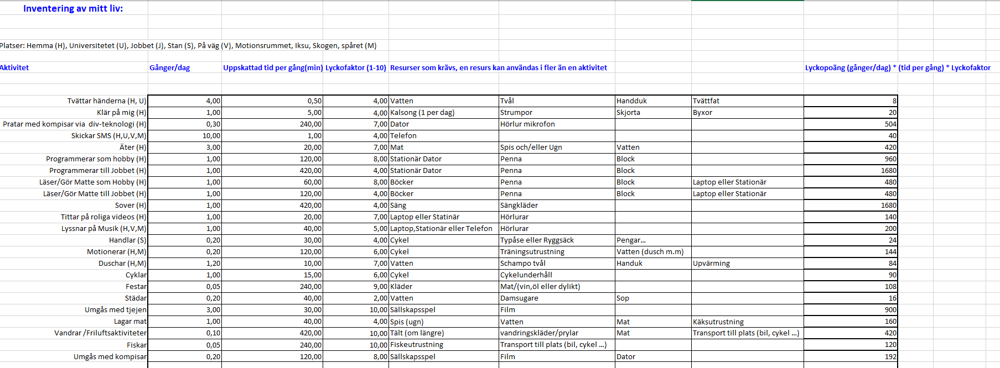 Inventering av mitt liv:
Platser: Hemma (H), Universitetet (U), Jobbet (J), Stan (S), På väg (V), Motionsrummet, Iksu, Skogen, spåret (M)
Aktivitet Gånger/dag Uppskattad tid per gång(min) Lyckofaktor (1-10) Resurser som krävs, en resurs kan användas i fler än en aktivitet Lyckopoäng (gånger/dag) * (tid per gång) * Lyckofaktor
Tvättar händerna (H, U) 4,00 0,50 4,00 Vatten Tvål Handduk Tvättfat 8
Klär på mig (H) 1,00 5,00 4,00 Kalsong (1 per dag) Strumpor Skjorta Byxor 20
Pratar med kompisar via div-teknologi (H) 0,30 240,00 7,00 Dator Hörlur mikrofon 504
Skickar SMS (H,U,V,M) 10,00 1,00 4,00 Telefon 40
Äter (H) 3,00 20,00 7,00 Mat Spis och/eller Ugn Vatten 420
Programmerar som hobby (H) 1,00 120,00 8,00 Stationär Dator Penna Block 960
Programmerar till Jobbet (H) 1,00 420,00 4,00 Stationär Dator Penna Block 1680
Läser/Gör Matte som Hobby (H) 1,00 60,00 8,00 Böcker Penna Block Laptop eller Stationär 480
Läser/Gör Matte till Jobbet (H) 1,00 120,00 4,00 Böcker Penna Block Laptop eller Stationär 480
Sover (H) 1,00 420,00 4,00 Säng Sängkläder 1680
Tittar på roliga videos (H) 1,00 20,00 7,00 Laptop eller Statinär Hörlurar 140
Lyssnar på Musik (H,V,M) 1,00 40,00 5,00 Laptop,Stationär eller Telefon Hörlurar 200
Handlar (S) 0,20 30,00 4,00 Cykel Typåse eller Ryggsäck Pengar... 24
Motionerar (H,M) 0,20 120,00 6,00 Cykel Träningsutrustning Vatten (dusch m.m) 144
Duschar (H,M) 1,20 10,00 7,00 Vatten Schampo tvål Handuk Upvärming 84
Cyklar 1,00 15,00 6,00 Cykel Cykelunderhåll 90
Festar 0,05 240,00 9,00 Kläder Mat/(vin,öl eller dylikt) 108
Städar 0,20 40,00 2,00 Vatten Damsugare Sop 16
Umgås med tjejen 3,00 30,00 10,00 Sällskapsspel Film 900
Lagar mat 1,00 40,00 4,00 Spis (ugn) Vatten Mat Käksutrustning 160
Vandrar /Friluftsaktiviteter 0,10 420,00 10,00 Tält (om längre) vandringskläder/prylar Mat Transport till plats (bil, cykel ...) 420
Fiskar 0,05 240,00 10,00 Fiskeutrustning Transport till plats (bil, cykel ...) 120
Umgås med kompisar 0,20 120,00 8,00 Sällskapsspel Film Dator 192